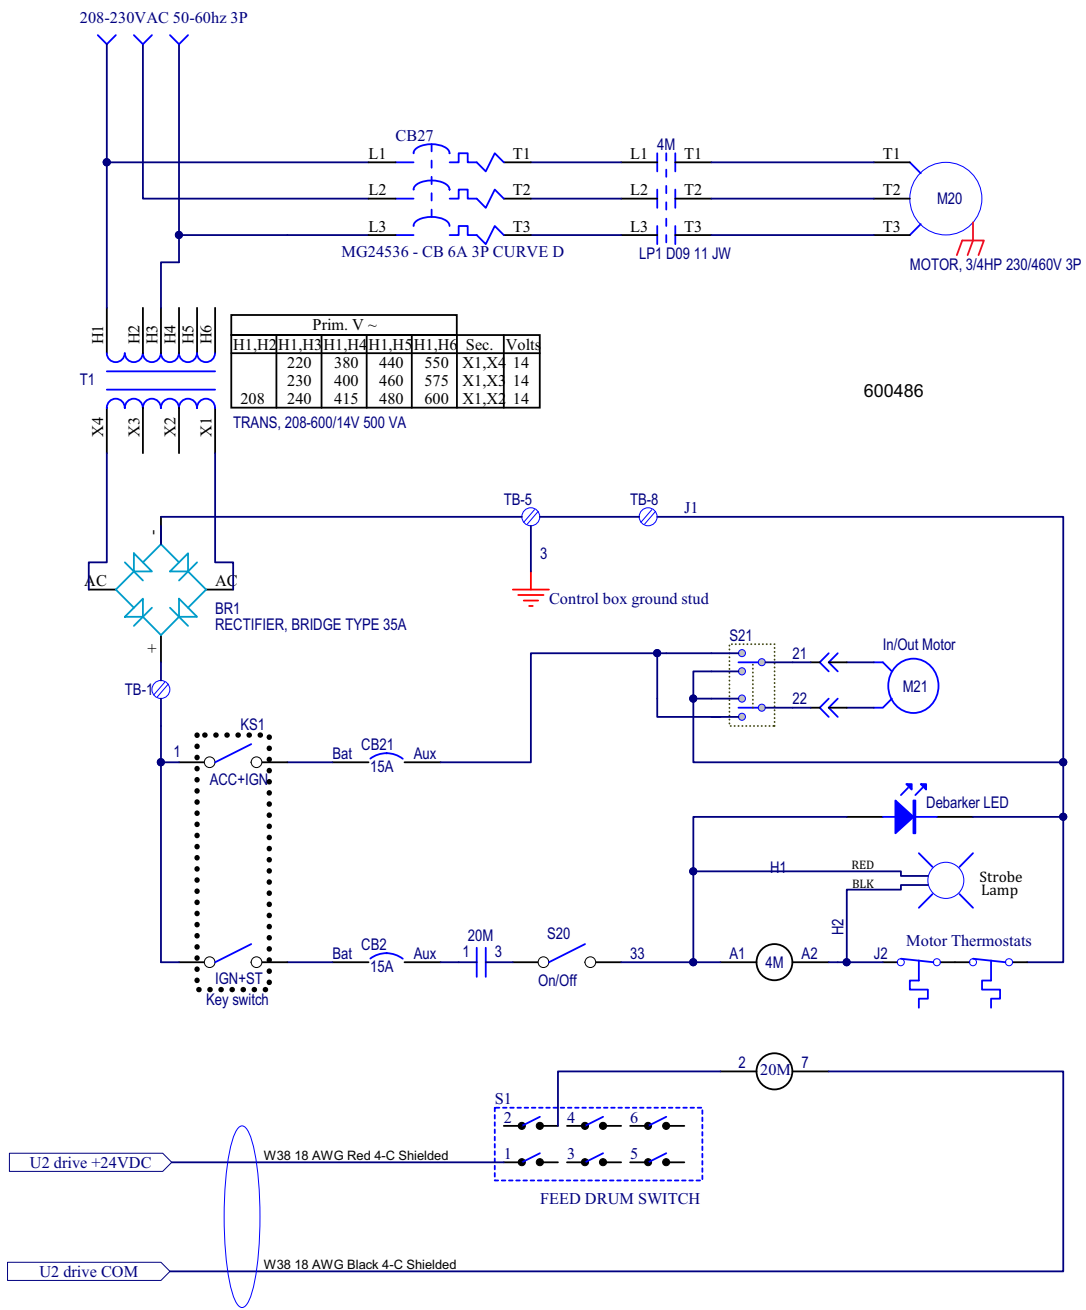 208-230VAC 50-60hz 3P
CB27
L1 T1 L1 4M T1 T1
L2 T2 L2 T2 T2 M20
L3 T3 L3 T3 T3
MG24536 - CB 6A 3P CURVE D
LP1 D09 11 JW
MOTOR, 3/4HP 230/460V 3P
H1 H2 H3 H4 H5 H6
T1
X4 X3 X2 X1
Prim. V ~
H1,H2 H1,H3 H1,H4 H1,H5 H1,H6 Sec. Volts
220 380 440 550 X1,X4 14
230 400 460 575 X1,X3 14
208 240 415 480 600 X1,X2 14
TRANS, 208-600/14V 500 VA
600486
TB-5 TB-8 J1
-
3
AC AC
Control box ground stud
BR1
RECTIFIER, BRIDGE TYPE 35A
+
TB-1
S21
21
22
In/Out Motor
M21
KS1
1
ACC+IGN
Bat CB21 Aux
15A
Debarker LED
H1 RED
BLK
Strobe
Lamp
H2
IGN+ST
Key switch
Bat CB2 Aux
15A
20M
1 3
S20
On/Off
33
A1 4M A2
J2
Motor Thermostats
2 20M 7
S1
2 4 6
1 3 5
FEED DRUM SWITCH
U2 drive +24VDC
W38 18 AWG Red 4-C Shielded
U2 drive COM
W38 18 AWG Black 4-C Shielded